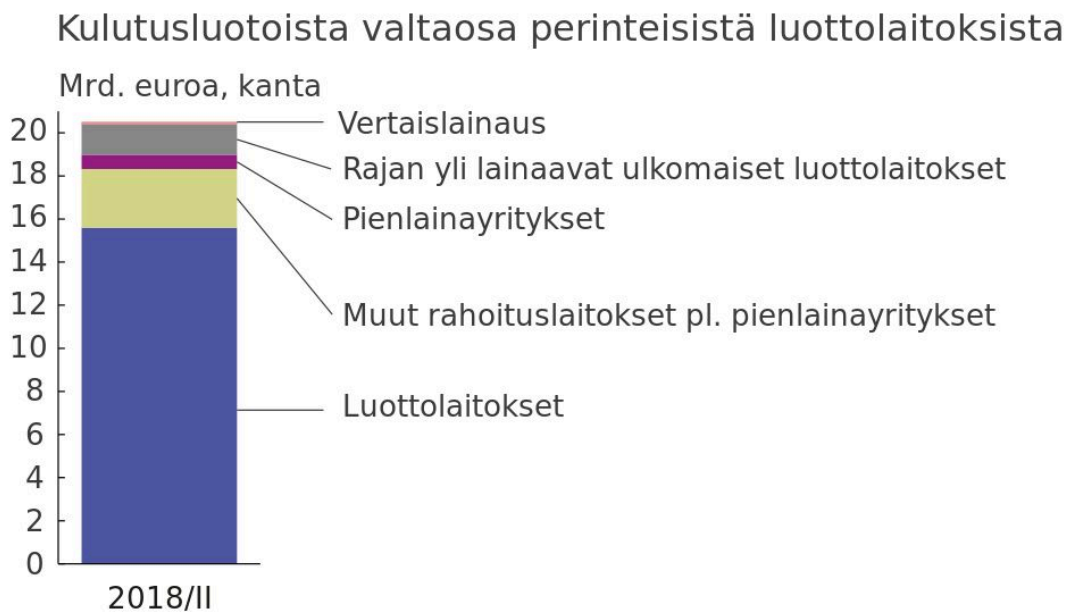 Kulutusluotoista valtaosa perinteisistä luottolaitoksista
Mrd. euroa, kanta
20
18
16
14
12
10
8
6
4
2
0
Vertaislainaus
Rajan yli lainaavat ulkomaiset luottolaitokset
Pienlainayritykset
Muut rahoituslaitokset pl. pienlainayritykset
Luottolaitokset
2018/II